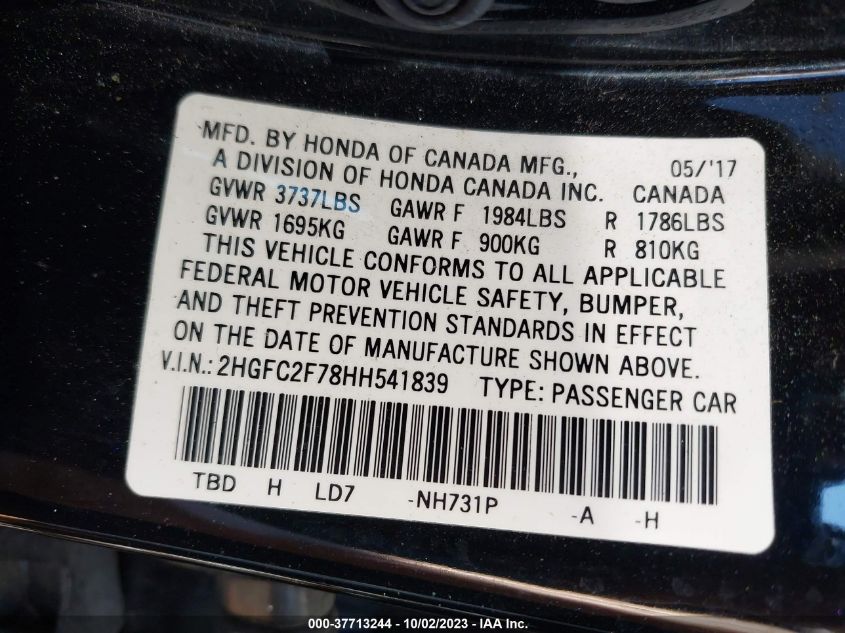 MFD. BY HONDA OF CANADA MFG., 05/'17
A DIVISION OF HONDA CANADA INC. CANADA
GVWR 3737LBS GAWR F 1984LBS R 1786LBS
GVWR 1695KG GAWR F 900KG R 810KG
THIS VEHICLE CONFORMS TO ALL APPLICABLE
FEDERAL MOTOR VEHICLE SAFETY, BUMPER,
AND THEFT PREVENTION STANDARDS IN EFFECT
ON THE DATE OF MANUFACTURE SHOWN ABOVE.
V.I.N.: 2HGFC2F78HH541839 TYPE: PASSENGER CAR
TBD H LD7 -NH731P -A -H
000-37713244 - 10/02/2023 - IAA Inc.